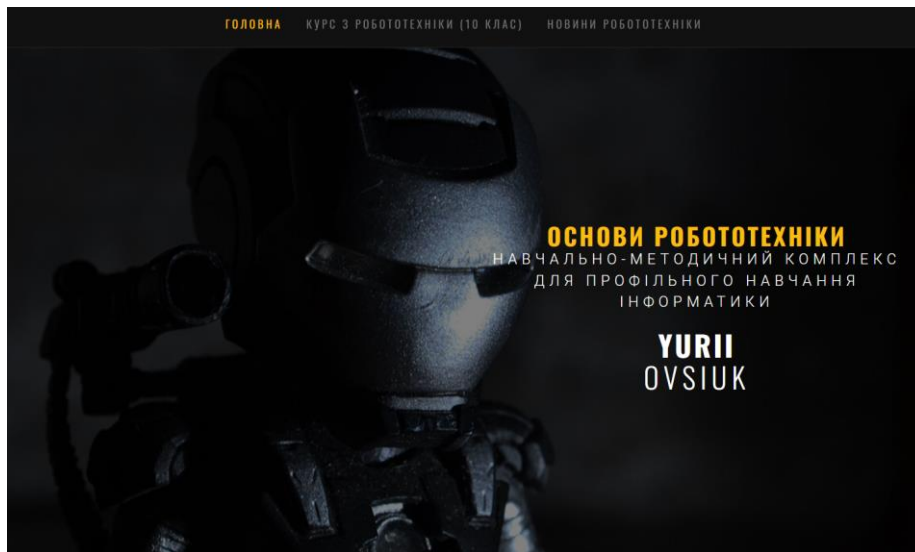 ГОЛОВНА КУРС З РОБОТОТЕХНІКИ (10 КЛАС) НОВИНИ РОБОТОТЕХНІКИ
ОСНОВИ РОБОТОТЕХНІКИ
НАВЧАЛЬНО-МЕТОДИЧНИЙ КОМПЛЕКС
ДЛЯ ПРОФІЛЬНОГО НАВЧАННЯ
ІНФОРМАТИКИ
YURII
OVSIUK